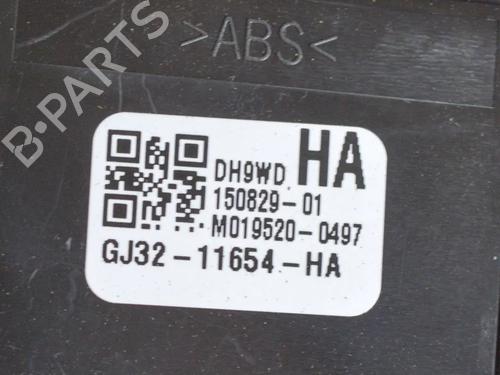 >ABS<
B-PARTS
DH9WD HA
150829-01
M019520-0497
GJ32-11654-HA